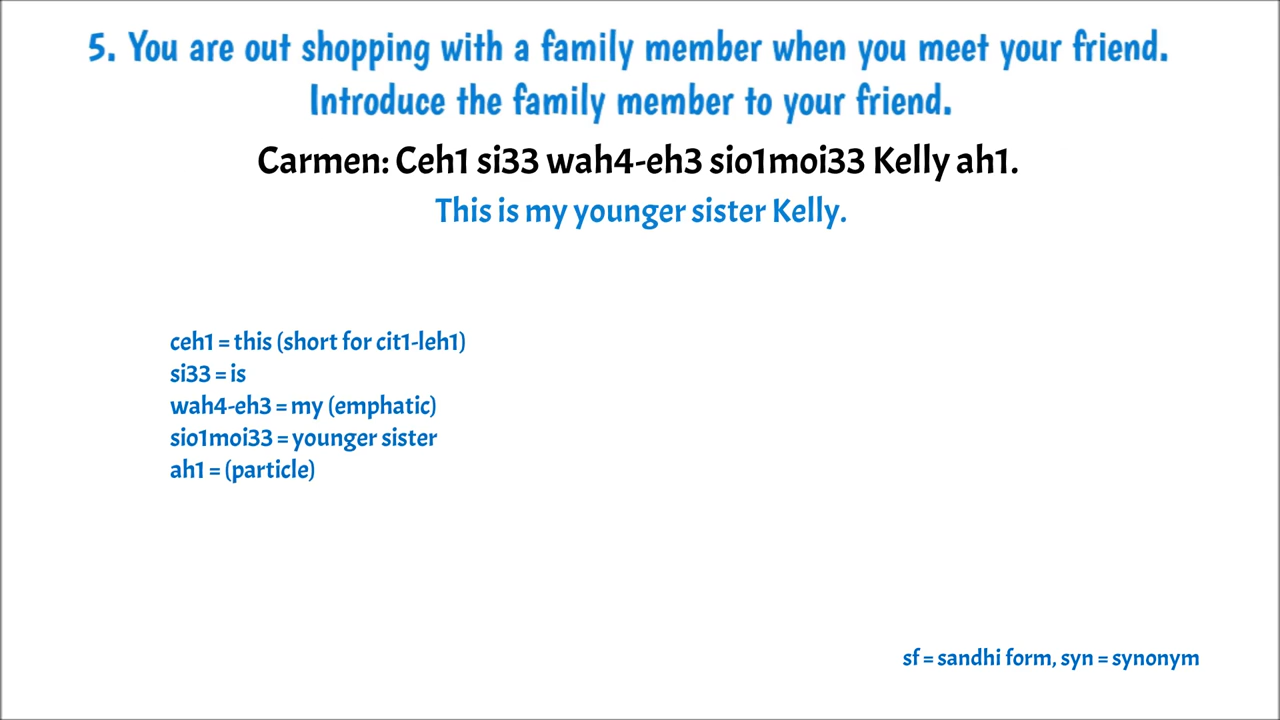 5. You are out shopping with a family member when you meet your friend.
Introduce the family member to your friend.
Carmen: Ceh1 si33 wah4-eh3 sio1moi33 Kelly ah1.
This is my younger sister Kelly.
ceh1 = this (short for cit1-leh1)
si33 = is
wah4-eh3 = my (emphatic)
sio1moi33 = younger sister
ah1 = (particle)
sf = sandhi form, syn = synonym